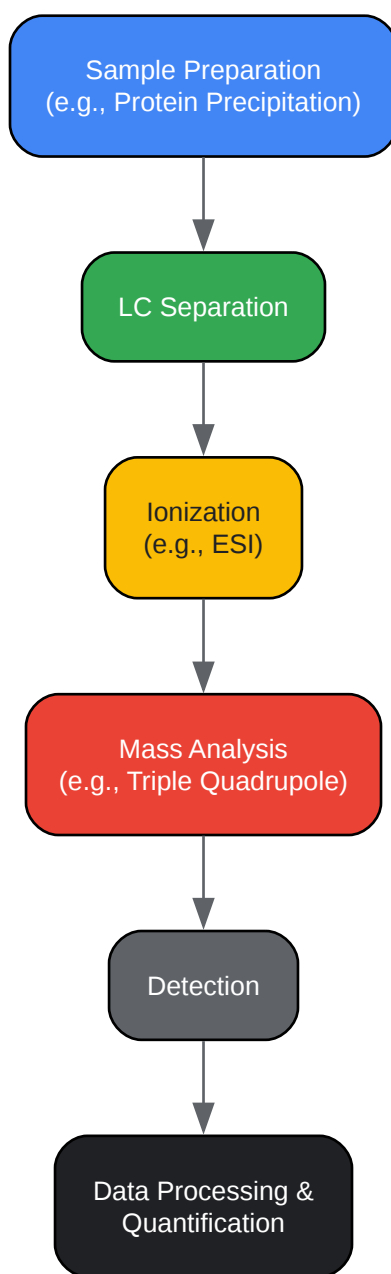 Sample Preparation
(e.g., Protein Precipitation)
LC Separation
Ionization
(e.g., ESI)
Mass Analysis
(e.g., Triple Quadrupole)
Detection
Data Processing &
Quantification